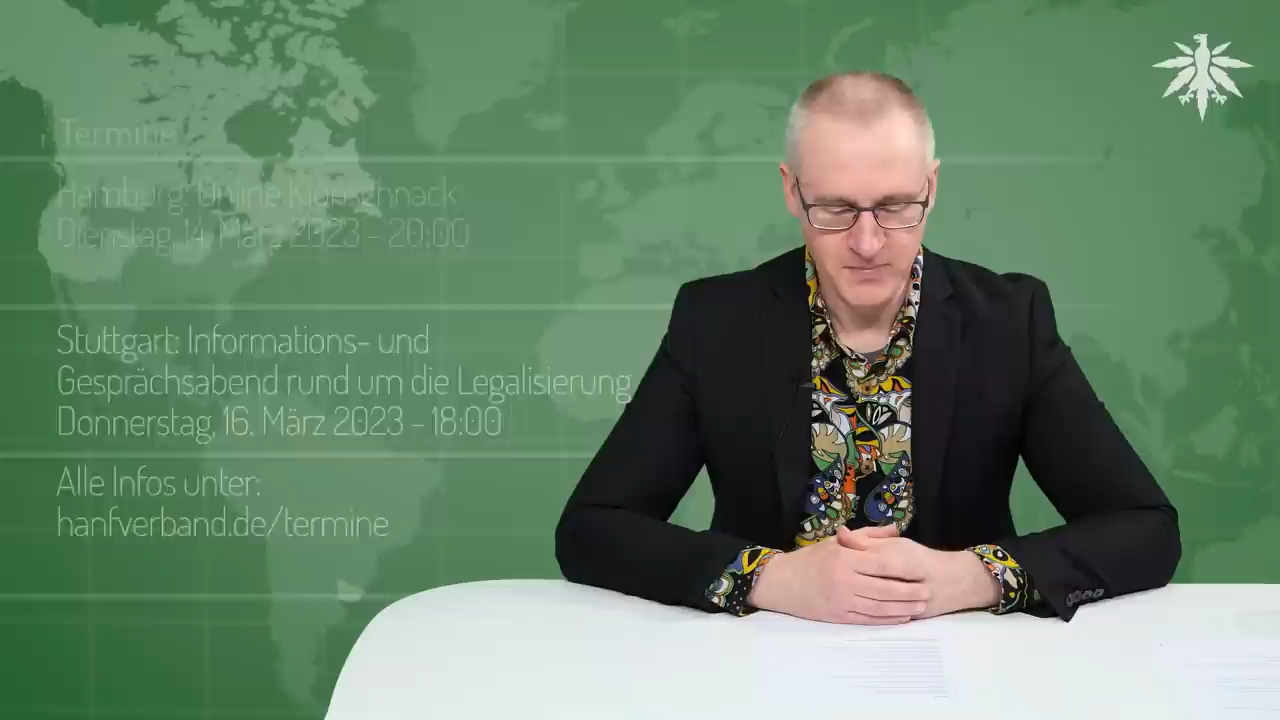 Termine
Hamburg: Online Klönschnack
Dienstag, 14. März 2023 - 20:00
Stuttgart: Informations- und
Gesprächsabend rund um die Legalisierung
Donnerstag, 16. März 2023 - 18:00
Alle Infos unter:
hanfverband.de/termine